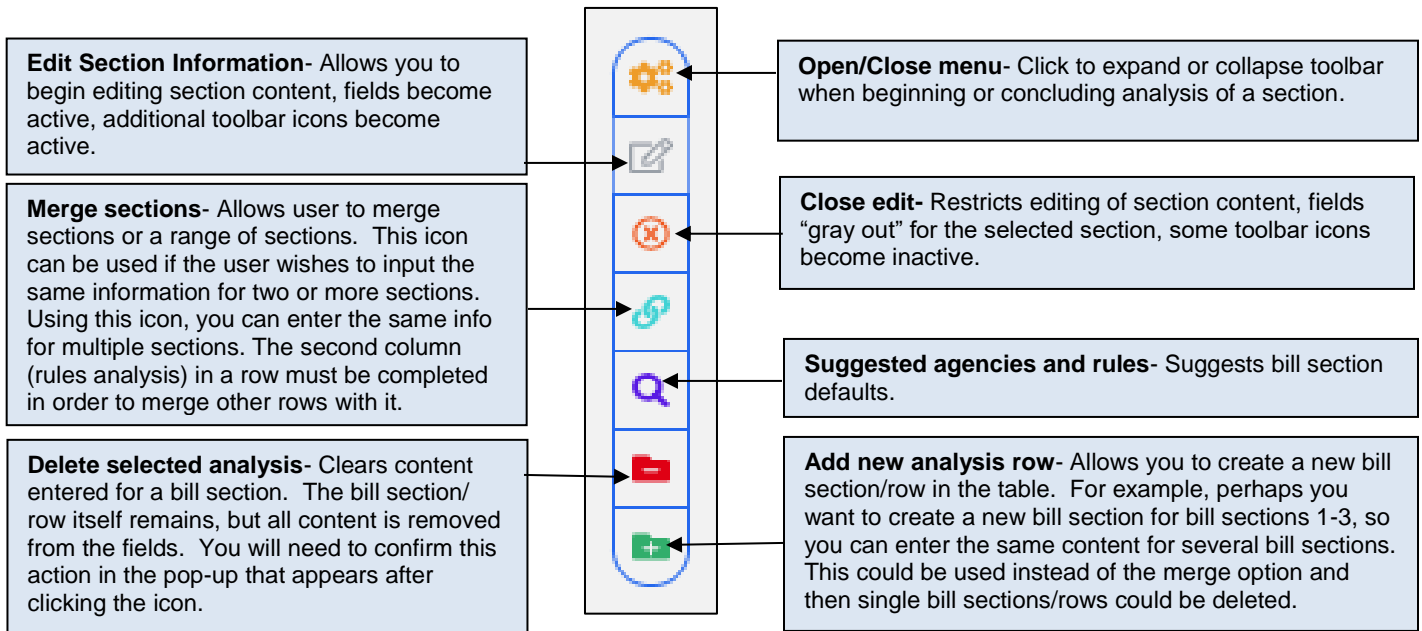 Edit Section Information- Allows you to
begin editing section content, fields become
active, additional toolbar icons become
active.
Merge sections- Allows user to merge
sections or a range of sections. This icon
can be used if the user wishes to input the
same information for two or more sections.
Using this icon, you can enter the same info
for multiple sections. The second column
(rules analysis) in a row must be completed
in order to merge other rows with it.
Delete selected analysis- Clears content
entered for a bill section. The bill section/
row itself remains, but all content is removed
from the fields. You will need to confirm this
action in the pop-up that appears after
clicking the icon.
Open/Close menu- Click to expand or collapse toolbar
when beginning or concluding analysis of a section.
Close edit- Restricts editing of section content, fields
“gray out” for the selected section, some toolbar icons
become inactive.
Suggested agencies and rules- Suggests bill section
defaults.
Add new analysis row- Allows you to create a new bill
section/row in the table. For example, perhaps you
want to create a new bill section for bill sections 1-3, so
you can enter the same content for several bill sections.
This could be used instead of the merge option and
then single bill sections/rows could be deleted.